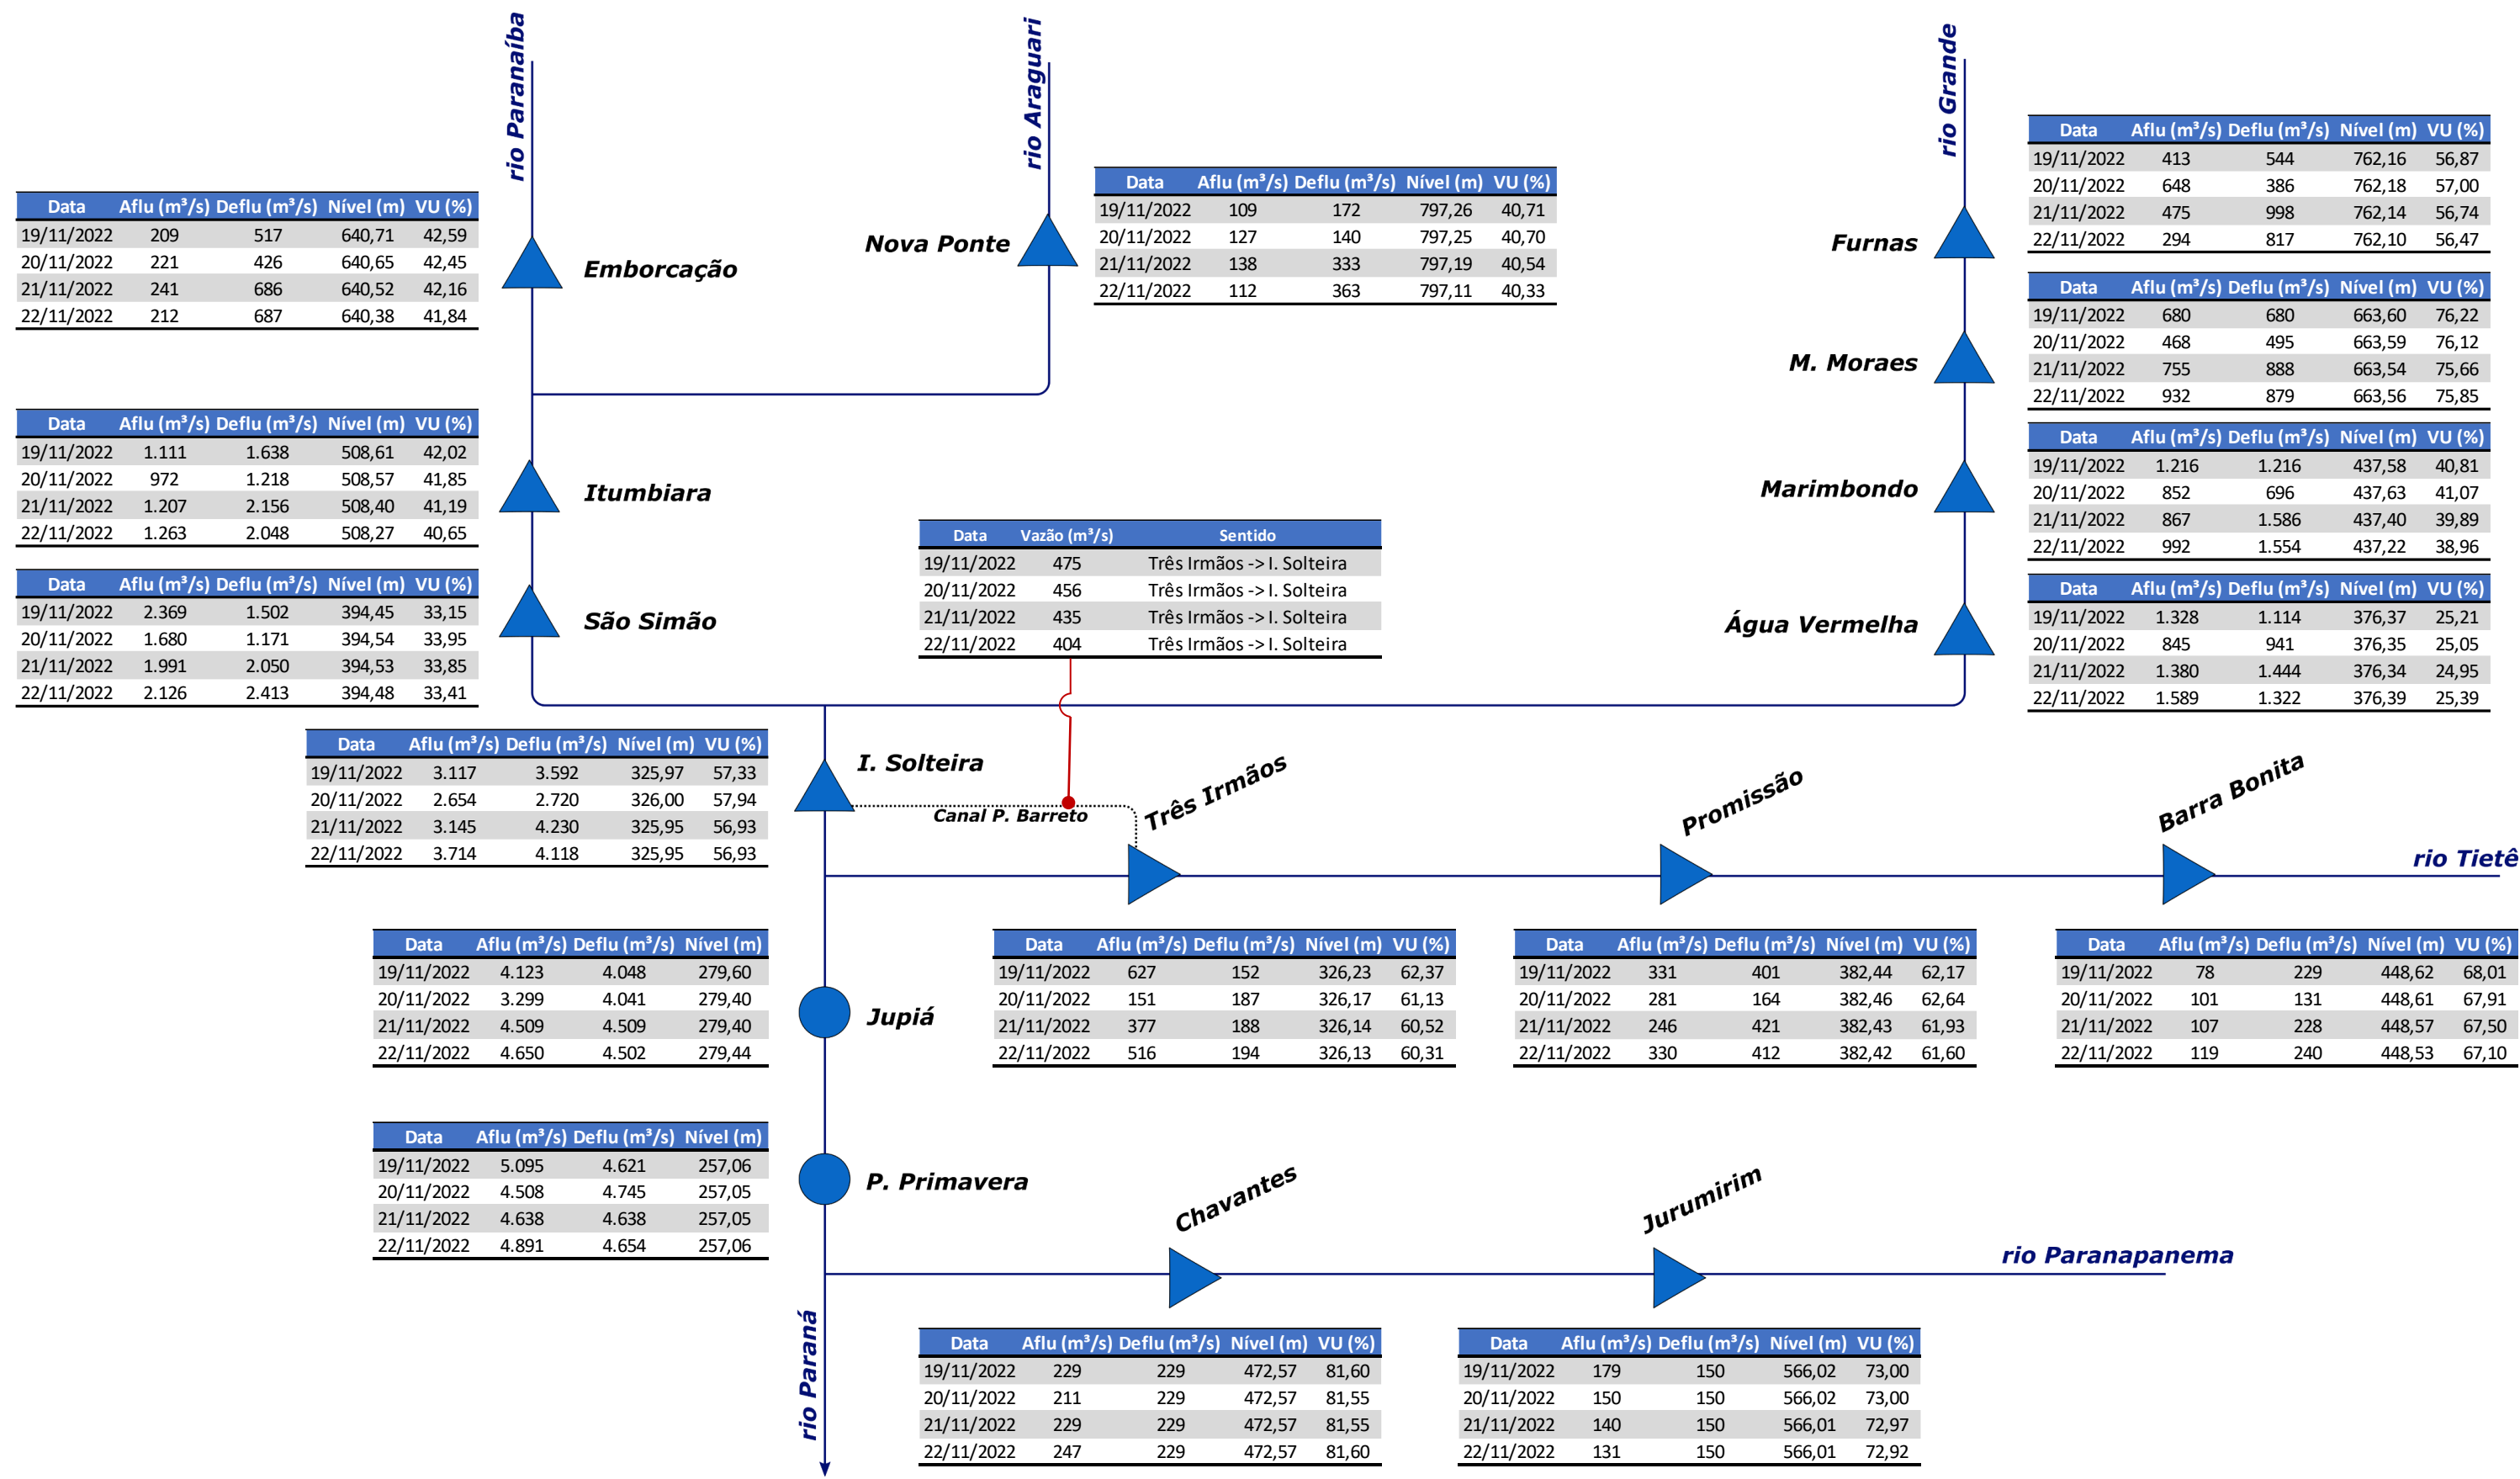 rio Paranaíba
rio Araguari
rio Grande
Data Aflu (m³/s) Deflu (m³/s) Nível (m) VU (%)
19/11/2022 413 544 762,16 56,87
20/11/2022 648 386 762,18 57,00
21/11/2022 475 998 762,14 56,74
22/11/2022 294 817 762,10 56,47
Furnas
Data Aflu (m³/s) Deflu (m³/s) Nível (m) VU (%)
19/11/2022 109 172 797,26 40,71
20/11/2022 127 140 797,25 40,70
21/11/2022 138 333 797,19 40,54
22/11/2022 112 363 797,11 40,33
Nova Ponte
Data Aflu (m³/s) Deflu (m³/s) Nível (m) VU (%)
19/11/2022 209 517 640,71 42,59
20/11/2022 221 426 640,65 42,45
21/11/2022 241 686 640,52 42,16
22/11/2022 212 687 640,38 41,84
Emborcação
Data Aflu (m³/s) Deflu (m³/s) Nível (m) VU (%)
19/11/2022 680 680 663,60 76,22
20/11/2022 468 495 663,59 76,12
21/11/2022 755 888 663,54 75,66
22/11/2022 932 879 663,56 75,85
M. Moraes
Data Aflu (m³/s) Deflu (m³/s) Nível (m) VU (%)
19/11/2022 1.111 1.638 508,61 42,02
20/11/2022 972 1.218 508,57 41,85
21/11/2022 1.207 2.156 508,40 41,19
22/11/2022 1.263 2.048 508,27 40,65
Itumbiara
Data Aflu (m³/s) Deflu (m³/s) Nível (m) VU (%)
19/11/2022 1.216 1.216 437,58 40,81
20/11/2022 852 696 437,63 41,07
21/11/2022 867 1.586 437,40 39,89
22/11/2022 992 1.554 437,22 38,96
Marimbondo
Data Vazão (m³/s) Sentido
19/11/2022 475 Três Irmãos -> I. Solteira
20/11/2022 456 Três Irmãos -> I. Solteira
21/11/2022 435 Três Irmãos -> I. Solteira
22/11/2022 404 Três Irmãos -> I. Solteira
Data Aflu (m³/s) Deflu (m³/s) Nível (m) VU (%)
19/11/2022 2.369 1.502 394,45 33,15
20/11/2022 1.680 1.171 394,54 33,95
21/11/2022 1.991 2.050 394,53 33,85
22/11/2022 2.126 2.413 394,48 33,41
São Simão
Data Aflu (m³/s) Deflu (m³/s) Nível (m) VU (%)
19/11/2022 1.328 1.114 376,37 25,21
20/11/2022 845 941 376,35 25,05
21/11/2022 1.380 1.444 376,34 24,95
22/11/2022 1.589 1.322 376,39 25,39
Água Vermelha
Data Aflu (m³/s) Deflu (m³/s) Nível (m) VU (%)
19/11/2022 3.117 3.592 325,97 57,33
20/11/2022 2.654 2.720 326,00 57,94
21/11/2022 3.145 4.230 325,95 56,93
22/11/2022 3.714 4.118 325,95 56,93
I. Solteira
Canal P. Barreto
Três Irmãos
Promissão
Barra Bonita
rio Tietê
Data Aflu (m³/s) Deflu (m³/s) Nível (m)
19/11/2022 4.123 4.048 279,60
20/11/2022 3.299 4.041 279,40
21/11/2022 4.509 4.509 279,40
22/11/2022 4.650 4.502 279,44
Jupiá
Data Aflu (m³/s) Deflu (m³/s) Nível (m) VU (%)
19/11/2022 627 152 326,23 62,37
20/11/2022 151 187 326,17 61,13
21/11/2022 377 188 326,14 60,52
22/11/2022 516 194 326,13 60,31
Data Aflu (m³/s) Deflu (m³/s) Nível (m) VU (%)
19/11/2022 331 401 382,44 62,17
20/11/2022 281 164 382,46 62,64
21/11/2022 246 421 382,43 61,93
22/11/2022 330 412 382,42 61,60
Data Aflu (m³/s) Deflu (m³/s) Nível (m) VU (%)
19/11/2022 78 229 448,62 68,01
20/11/2022 101 131 448,61 67,91
21/11/2022 107 228 448,57 67,50
22/11/2022 119 240 448,53 67,10
Data Aflu (m³/s) Deflu (m³/s) Nível (m)
19/11/2022 5.095 4.621 257,06
20/11/2022 4.508 4.745 257,05
21/11/2022 4.638 4.638 257,05
22/11/2022 4.891 4.654 257,06
P. Primavera
Chavantes
Jurumirim
rio Paranapanema
rio Paraná
Data Aflu (m³/s) Deflu (m³/s) Nível (m) VU (%)
19/11/2022 229 229 472,57 81,60
20/11/2022 211 229 472,57 81,55
21/11/2022 229 229 472,57 81,55
22/11/2022 247 229 472,57 81,60
Data Aflu (m³/s) Deflu (m³/s) Nível (m) VU (%)
19/11/2022 179 150 566,02 73,00
20/11/2022 150 150 566,02 73,00
21/11/2022 140 150 566,01 72,97
22/11/2022 131 150 566,01 72,92